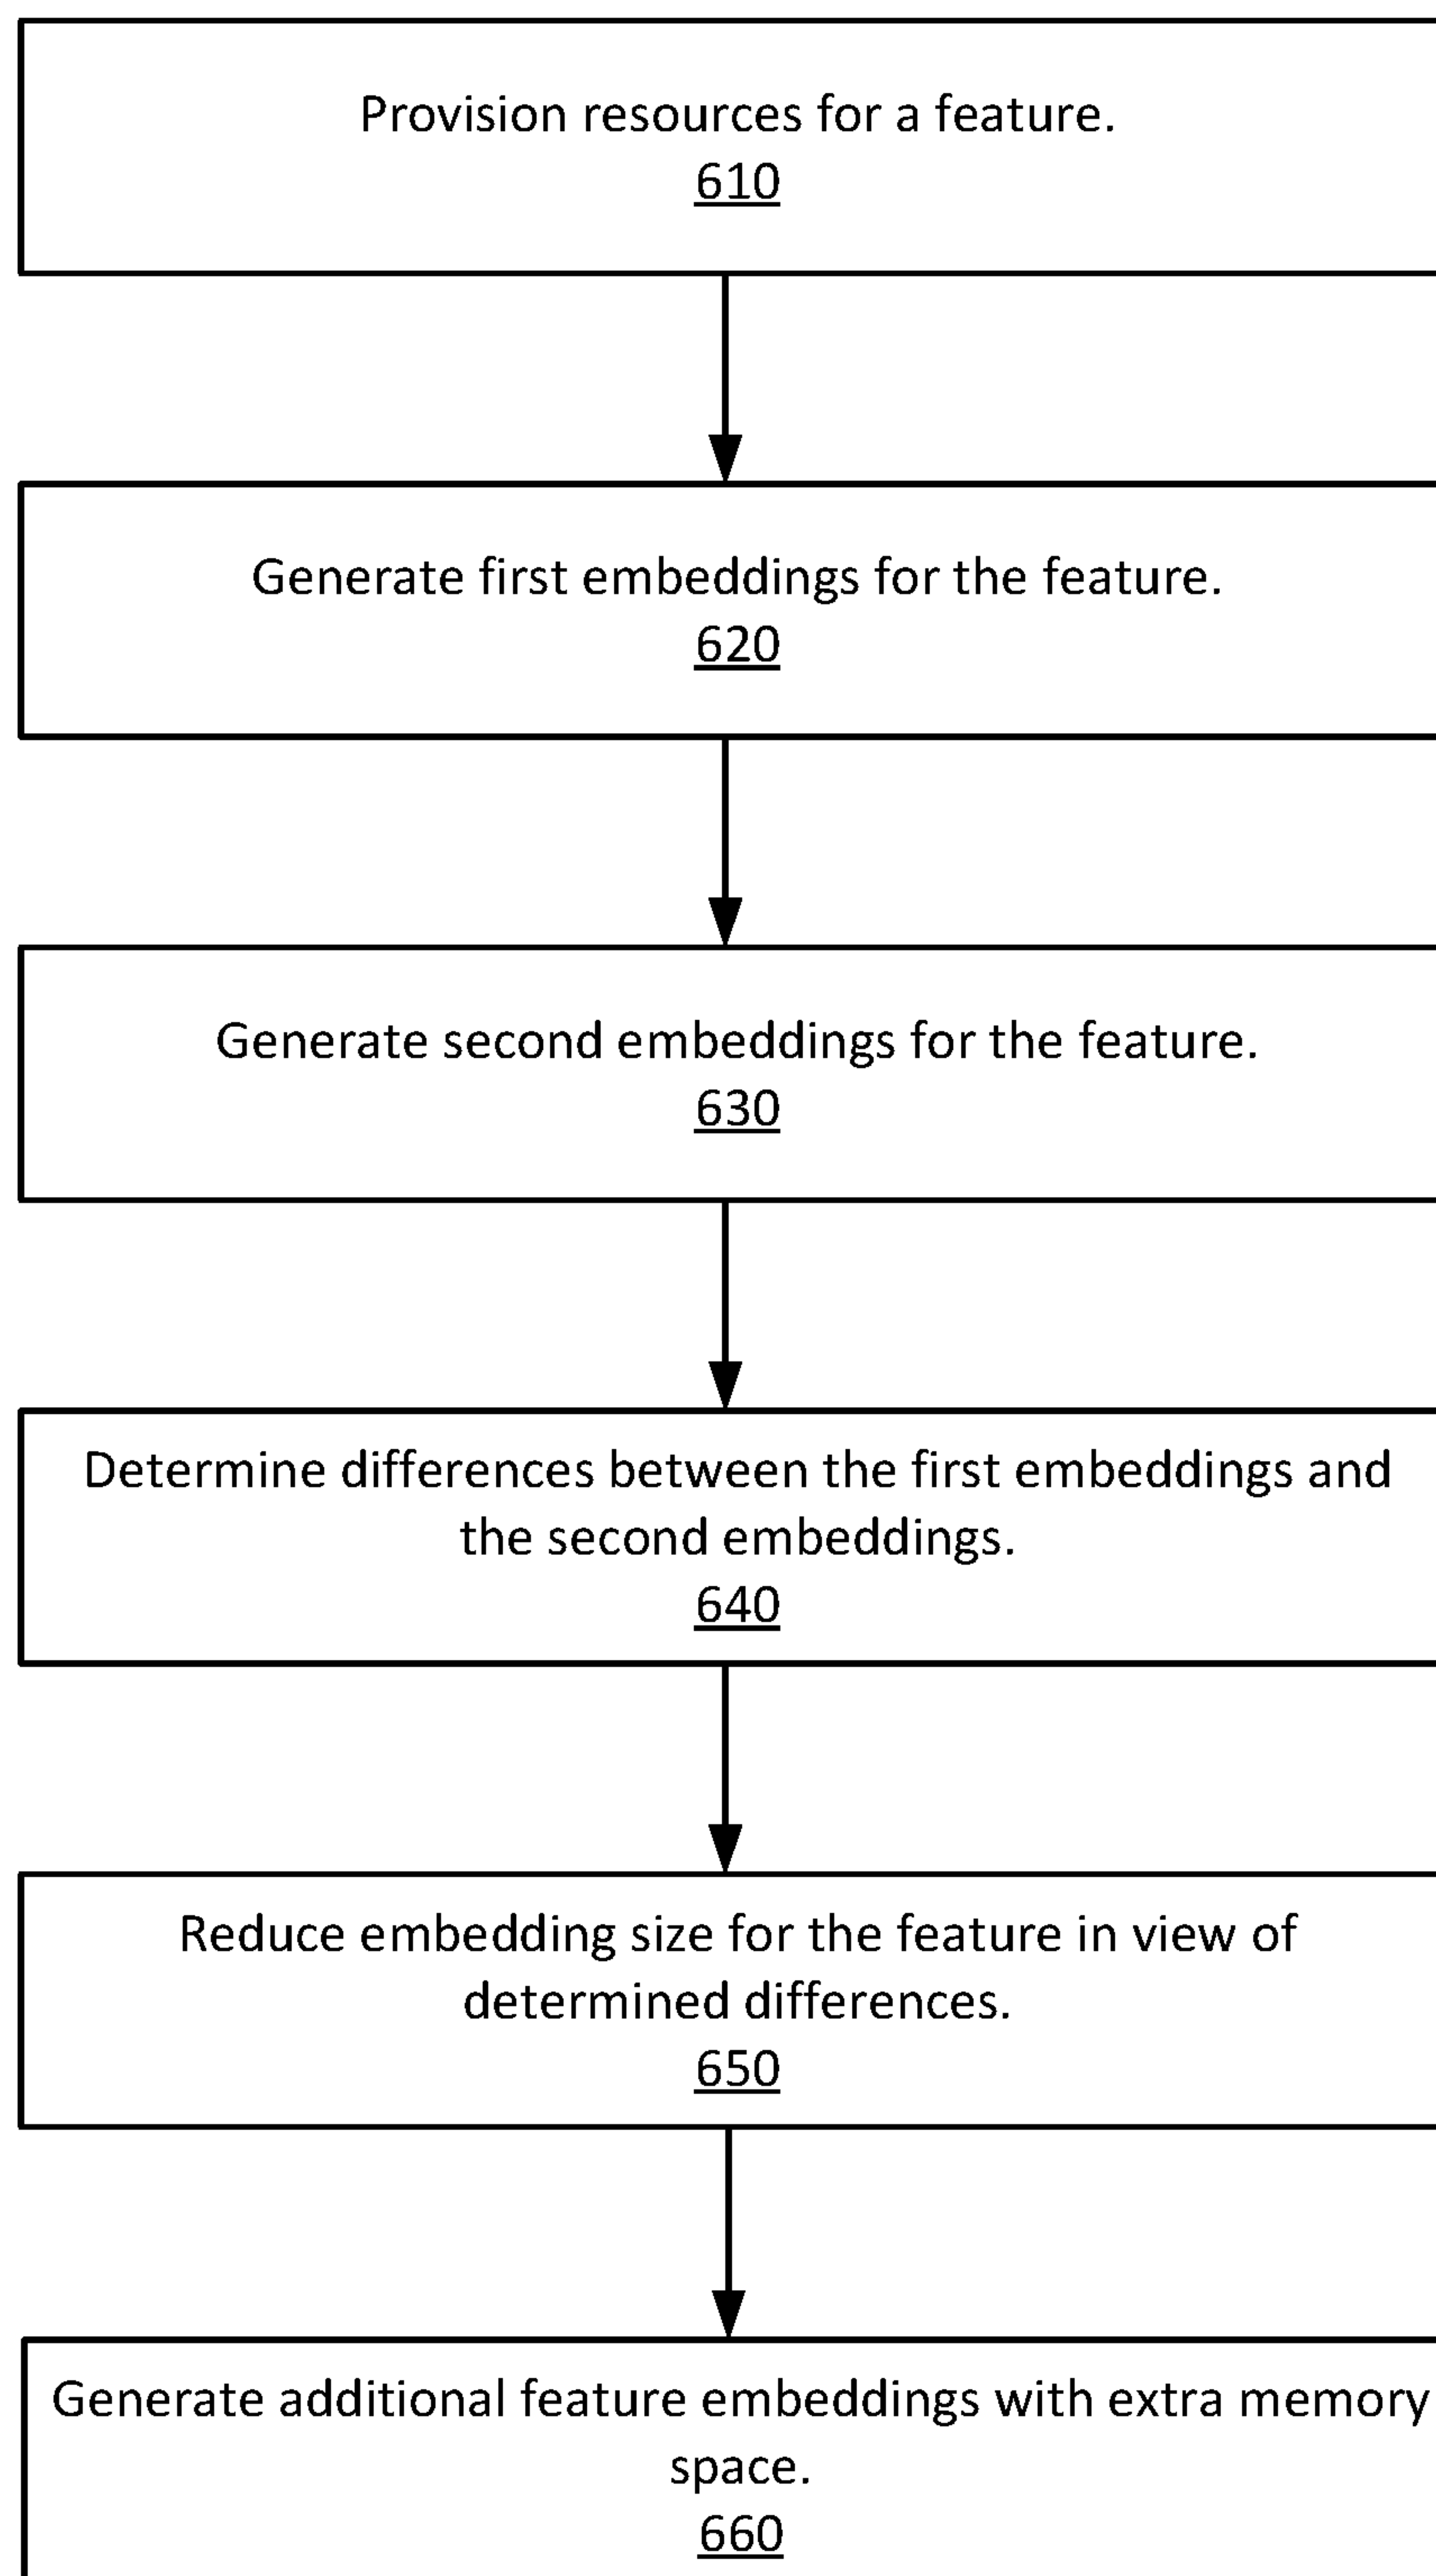 Provision resources for a feature.
610
Generate first embeddings for the feature.
620
Generate second embeddings for the feature.
630
Determine differences between the first embeddings and
the second embeddings.
640
Reduce embedding size for the feature in view of
determined differences.
650
Generate additional feature embeddings with extra memory
space.
660